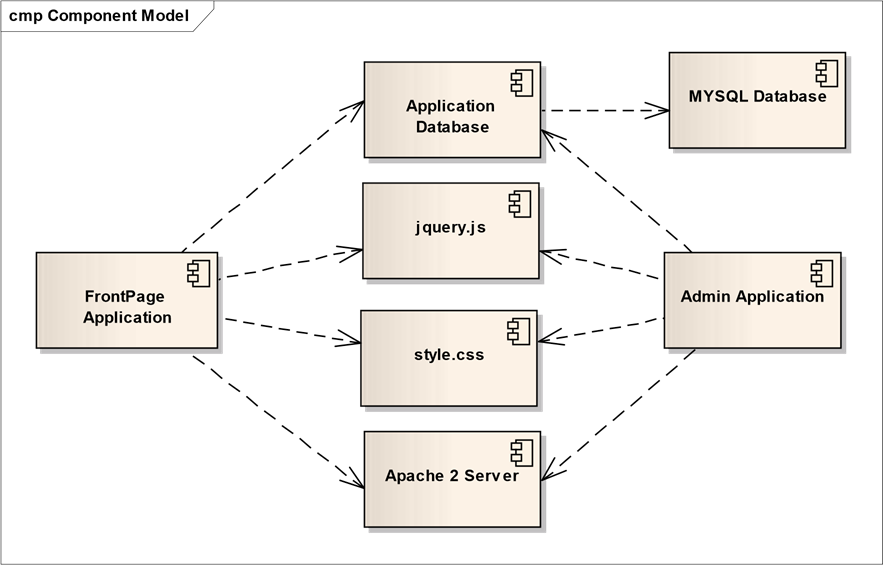 cmp Component Model
Application
Database
MYSQL Database
jquery.js
FrontPage
Application
Admin Application
style.css
Apache 2 Server